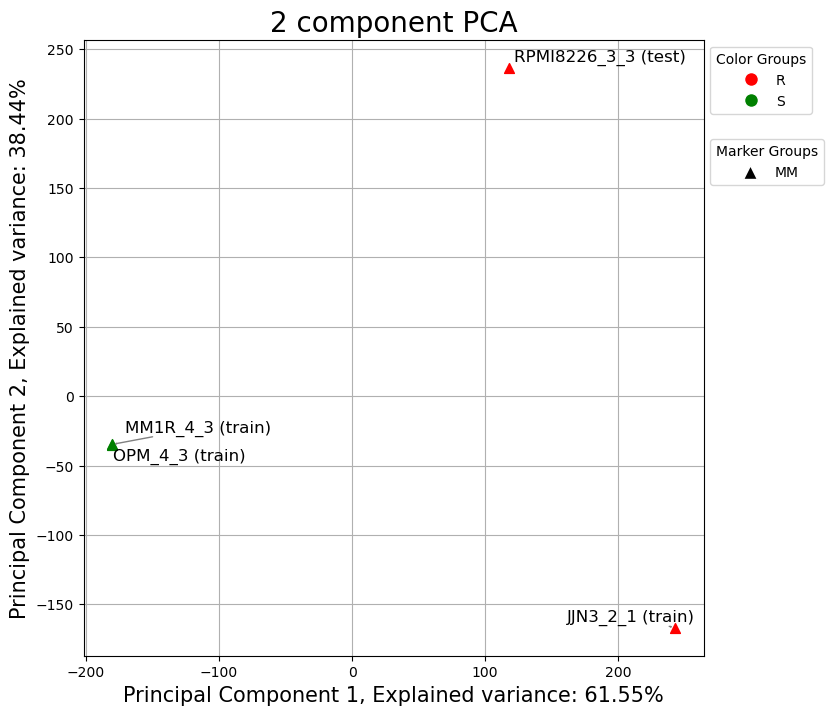 2 component PCA
Principal Component 2, Explained variance: 38.44%
250
200
150
100
50
0
−50
−100
−150
RPMI8226_3_3 (test)
MM1R_4_3 (train)
OPM_4_3 (train)
JJN3_2_1 (train)
−200
−100
0
100
200
Principal Component 1, Explained variance: 61.55%
Color Groups
R
S
Marker Groups
MM